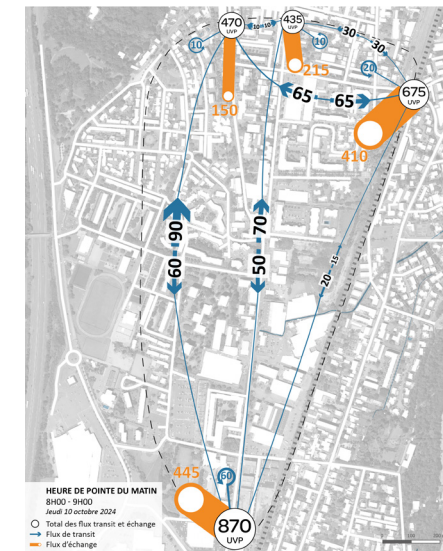 470
UVP
435
UVP
10
10 10
30
30
10
20
675
UVP
215
65
65
150
410
90
60
70
50
15
20
445
60
870
UVP
HEURE DE POINTE DU MATIN
8H00 - 9H00
Jeudi 10 octobre 2024
Total des flux transit et échange
Flux de transit
Flux d'échange